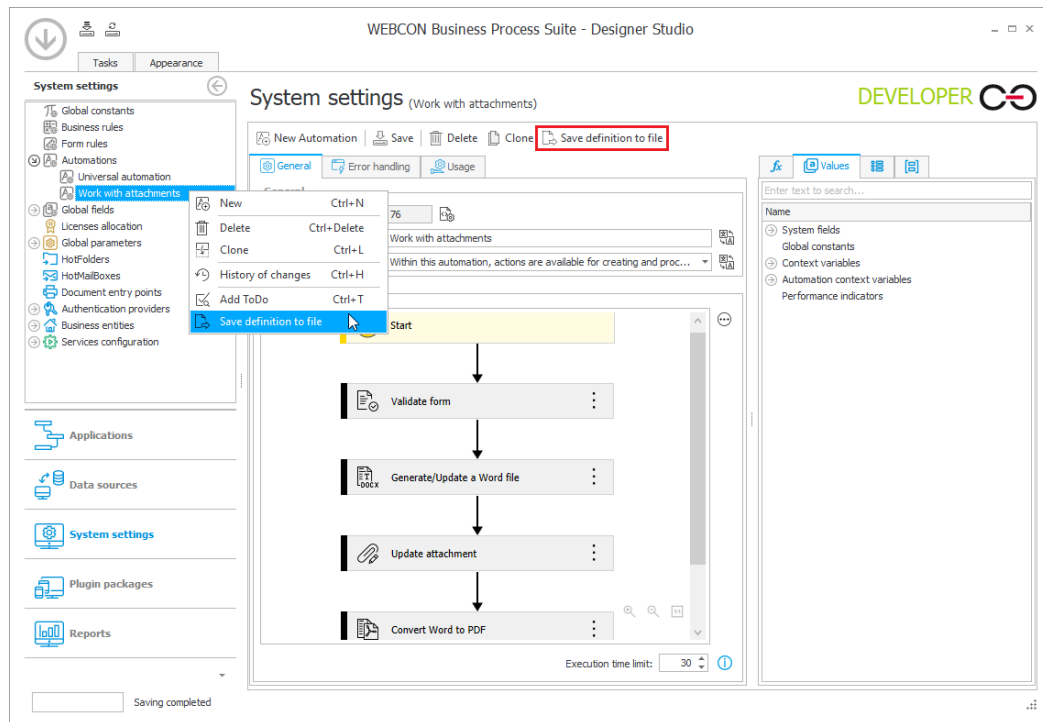 WEBCON Business Process Suite - Designer Studio
Tasks Appearance
System settings
Global constants
Business rules
Form rules
Automations
Universal automation
Work with attachments
Global fields
Licenses allocation
Global parameters
HotFolders
HotMailBoxes
Document entry points
Authentication providers
Business entities
Services configuration
Applications
Data sources
System settings
Plugin packages
Reports
Saving completed
New Ctrl+N
Delete Ctrl+Delete
Clone Ctrl+L
History of changes Ctrl+H
Add ToDo Ctrl+T
Save definition to file
System settings (Work with attachments)
DEVELOPER
New Automation Save Delete Clone Save definition to file
General Error handling Usage
General
76
Work with attachments
Within this automation, actions are available for creating and proc...
Start
Validate form
DOCX
Generate/Update a Word file
Update attachment
Convert Word to PDF
Execution time limit: 30
fx Values
Enter text to search...
Name
System fields
Global constants
Context variables
Automation context variables
Performance indicators